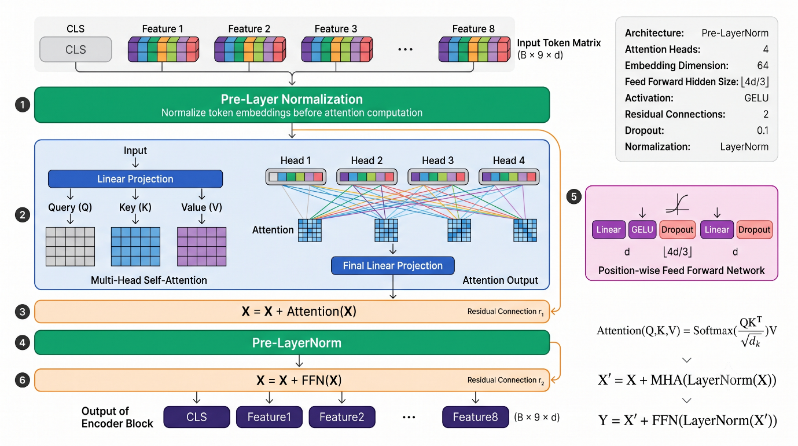 CLS
Feature 1
Feature 2
Feature 3
Feature 8
CLS
...
Input Token Matrix
(B × 9 × d)
1
Pre-Layer Normalization
Normalize token embeddings before attention computation
2
Input
Linear Projection
Query (Q)
Key (K)
Value (V)
Multi-Head Self-Attention
Head 1
Head 2
Head 3
Head 4
Attention
Final Linear Projection
Attention Output
3
X = X + Attention(X)
Residual Connection r₁
4
Pre-LayerNorm
6
X = X + FFN(X)
Residual Connection r₂
Output of
Encoder Block
CLS
Feature1
Feature2
...
Feature8
(B × 9 × d)
Architecture: Pre-LayerNorm
Attention Heads: 4
Embedding Dimension: 64
Feed Forward Hidden Size: ⌊4d/3⌋
Activation: GELU
Residual Connections: 2
Dropout: 0.1
Normalization: LayerNorm
5
Linear
GELU
Dropout
Linear
Dropout
d
⌊4d/3⌋
d
Position-wise Feed Forward Network
Attention(Q,K,V) = Softmax(QKᵀ/√dₖ)V
X′ = X + MHA(LayerNorm(X))
Y = X′ + FFN(LayerNorm(X′))